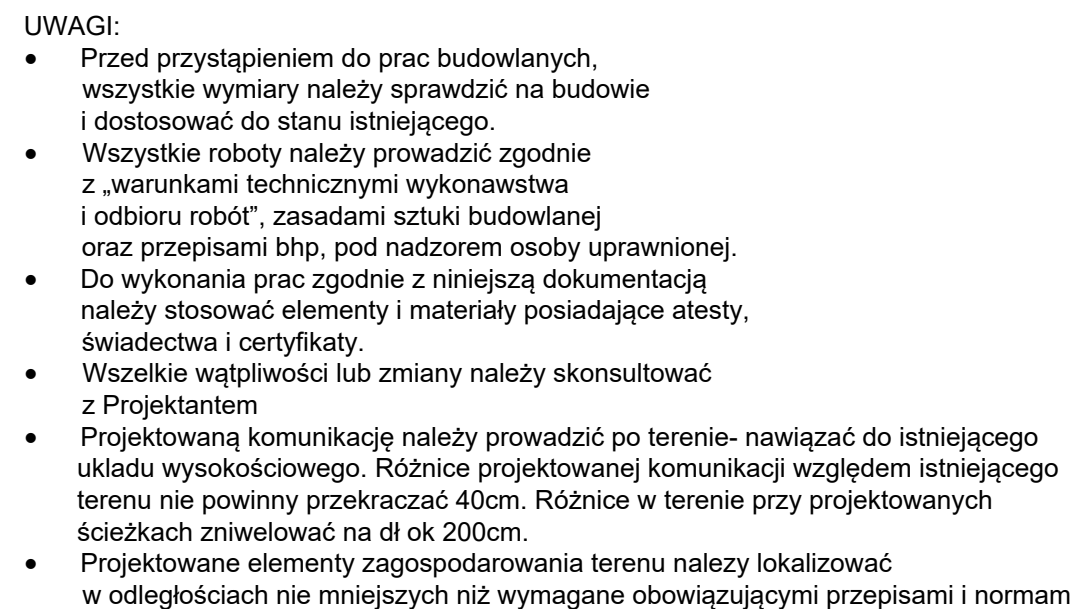 UWAGI:
• Przed przystąpieniem do prac budowlanych,
wszystkie wymiary należy sprawdzić na budowie
i dostosować do stanu istniejącego.
• Wszystkie roboty należy prowadzić zgodnie
z „warunkami technicznymi wykonawstwa
i odbioru robót”, zasadami sztuki budowlanej
oraz przepisami bhp, pod nadzorem osoby uprawnionej.
• Do wykonania prac zgodnie z niniejszą dokumentacją
należy stosować elementy i materiały posiadające atesty,
świadectwa i certyfikaty.
• Wszelkie wątpliwości lub zmiany należy skonsultować
z Projektantem
• Projektowaną komunikację należy prowadzić po terenie- nawiązać do istniejącego
ukladu wysokościowego. Różnice projektowanej komunikacji względem istniejącego
terenu nie powinny przekraczać 40cm. Różnice w terenie przy projektowanych
ścieżkach zniwelować na dł ok 200cm.
• Projektowane elementy zagospodarowania terenu nalezy lokalizować
w odległościach nie mniejszych niż wymagane obowiązującymi przepisami i normam